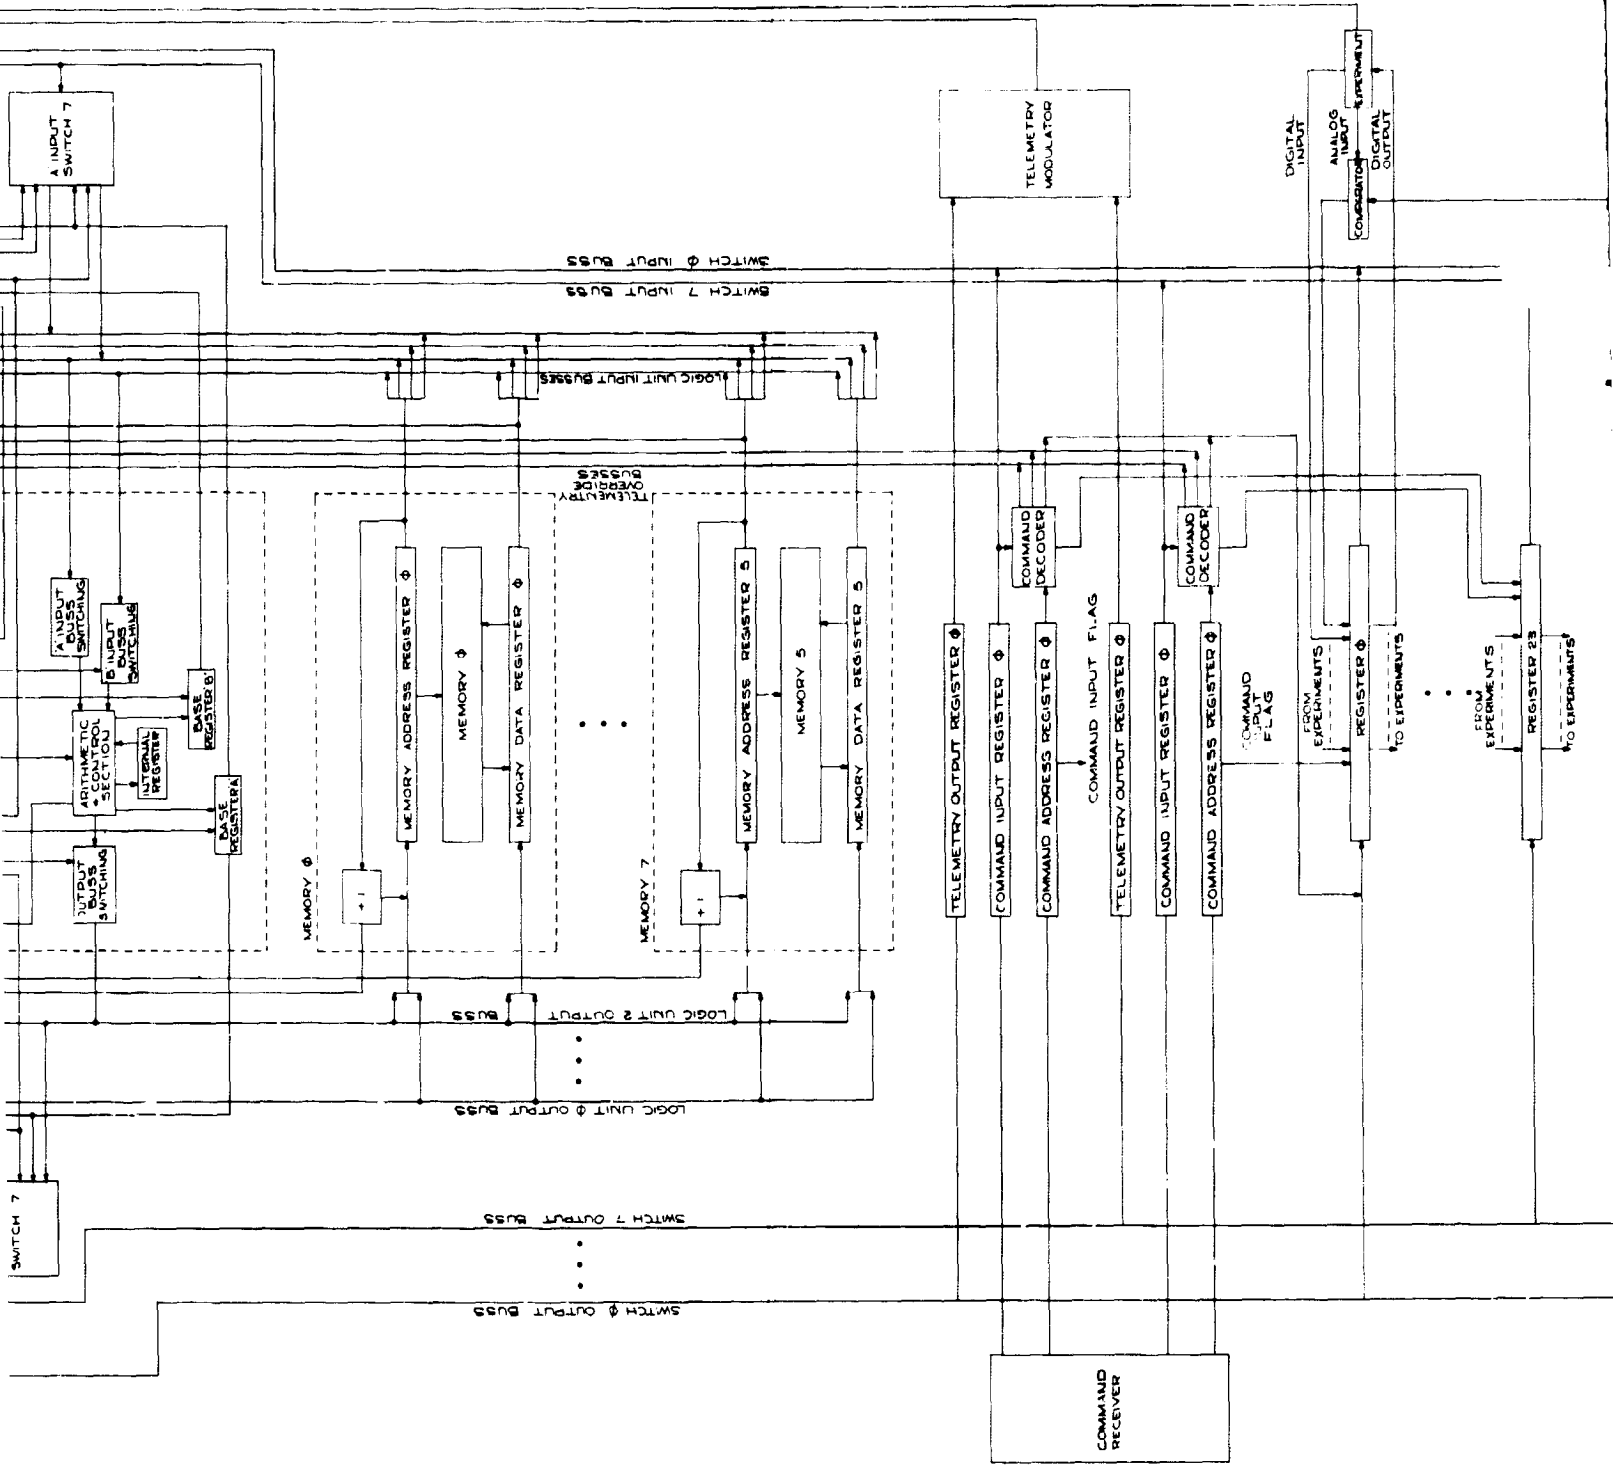 A INPUT
SWITCH 7
TELEMETRY
MODULATOR
EXPERIMENT
COMPARATOR
DIGITAL
INPUT
ANALOG
INPUT
DIGITAL
OUTPUT
SWITCH ϕ INPUT BUSS
SWITCH 7 INPUT BUSS
LOGIC UNIT INPUT BUSSES
TELEMENTRY
OVERRIDE
BUSSES
'A' INPUT
BUSS
SWITCHING
'B' INPUT
BUSS
SWITCHING
ARITHMETIC
+ CONTROL
SECTION
INTERNAL
REGISTER
BASE
REGISTER 'B'
BASE
REGISTER 'A'
OUTPUT
BUSS
SWITCHING
MEMORY ϕ
+1
MEMORY ADDRESS REGISTER ϕ
MEMORY ϕ
MEMORY DATA REGISTER ϕ
MEMORY 7
+1
MEMORY ADDRESS REGISTER 5
MEMORY 5
MEMORY DATA REGISTER 5
COMMAND
DECODER
COMMAND
DECODER
TELEMETRY OUTPUT REGISTER ϕ
COMMAND INPUT REGISTER ϕ
COMMAND ADDRESS REGISTER ϕ
COMMAND INPUT FLAG
TELEMETRY OUTPUT REGISTER ϕ
COMMAND INPUT REGISTER ϕ
COMMAND ADDRESS REGISTER ϕ
COMMAND
INPUT
FLAG
FROM
EXPERIMENTS
REGISTER ϕ
TO EXPERIMENTS
FROM
EXPERIMENTS
REGISTER 23
TO EXPERIMENTS
LOGIC UNIT 2 OUTPUT BUSS
LOGIC UNIT ϕ OUTPUT BUSS
SWITCH 7
SWITCH 7 OUTPUT BUSS
SWITCH ϕ OUTPUT BUSS
COMMAND
RECEIVER